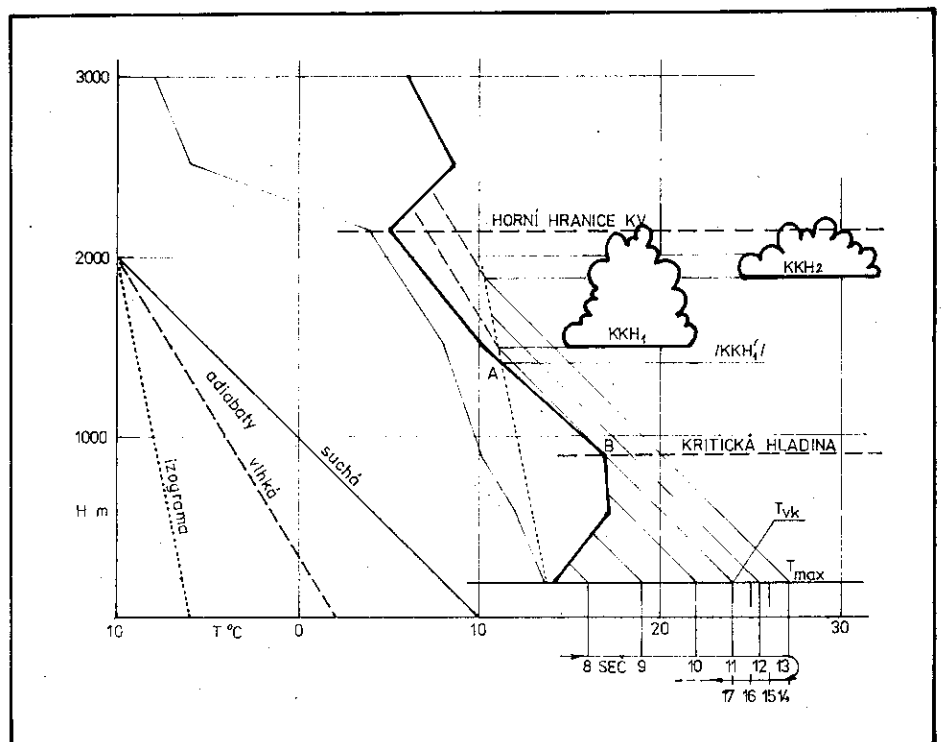 3000
HORNÍ HRANICE KV
2000
KKH2
KKH1
/KKH1'/
A
adiabaty
B
1000
KRITICKÁ HLADINA
suchá
vlhká
izograma
H m
Tvk
Tmax
10 T°C 0 10 20 30
8 SEČ 9 10 11 12 13
17 16 15 14